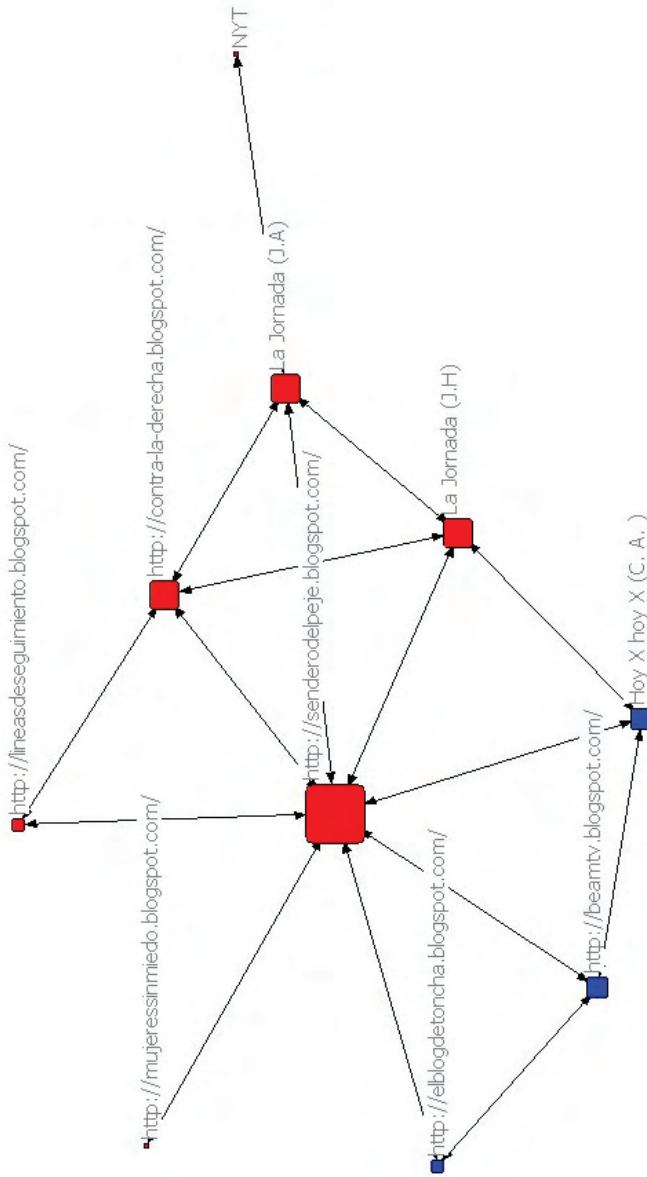 NYT
La Jornada (J.A)
http://contra-la-derecha.blogspot.com/
http://lineasdeseguimiento.blogspot.com/
La Jornada (J.H)
http://senderodelpeje.blogspot.com/
Hoy X hoy X (C. A. )
http://mujeressinmiedo.blogspot.com/
http://beamtv.blogspot.com/
http://elblogdetoncha.blogspot.com/